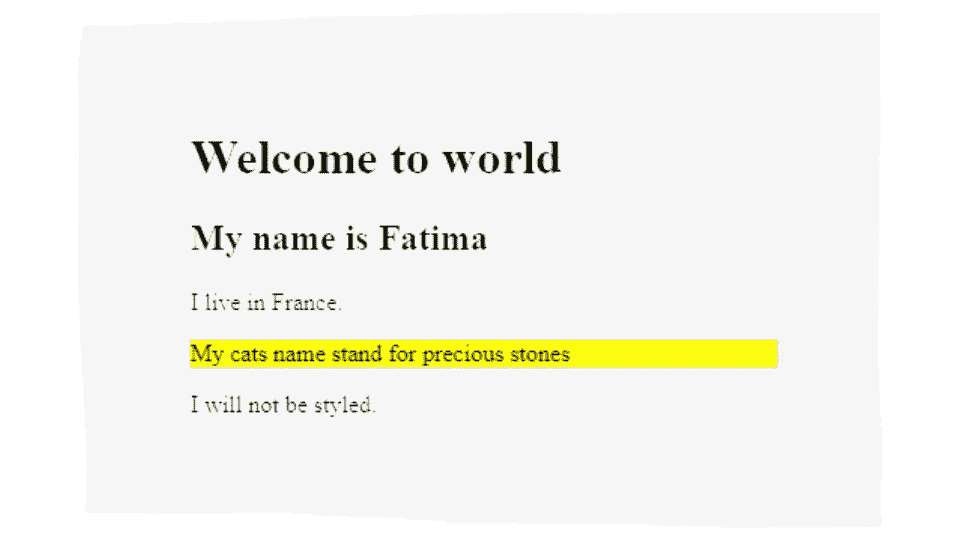 Welcome to world
My name is Fatima
I live in France.
My cats name stand for precious stones
I will not be styled.